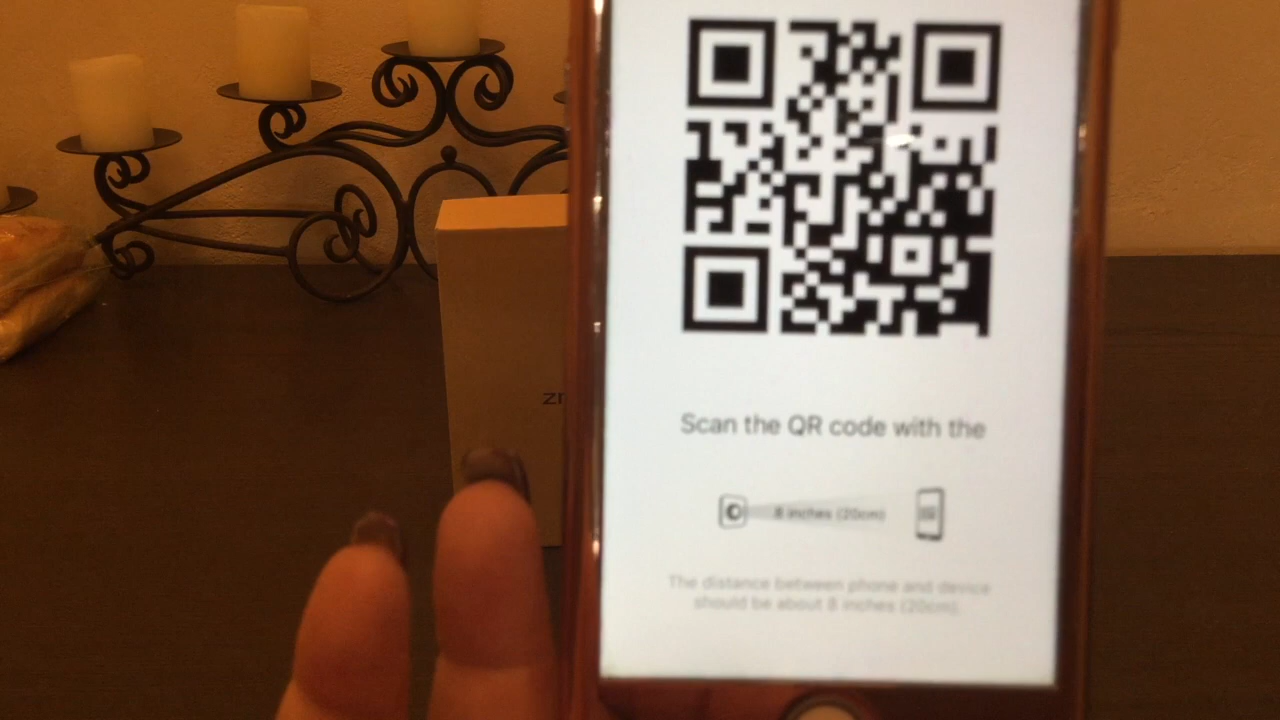 Scan the QR code with the
8 inches (20cm)
The distance between phone and device
should be about 8 inches (20cm).